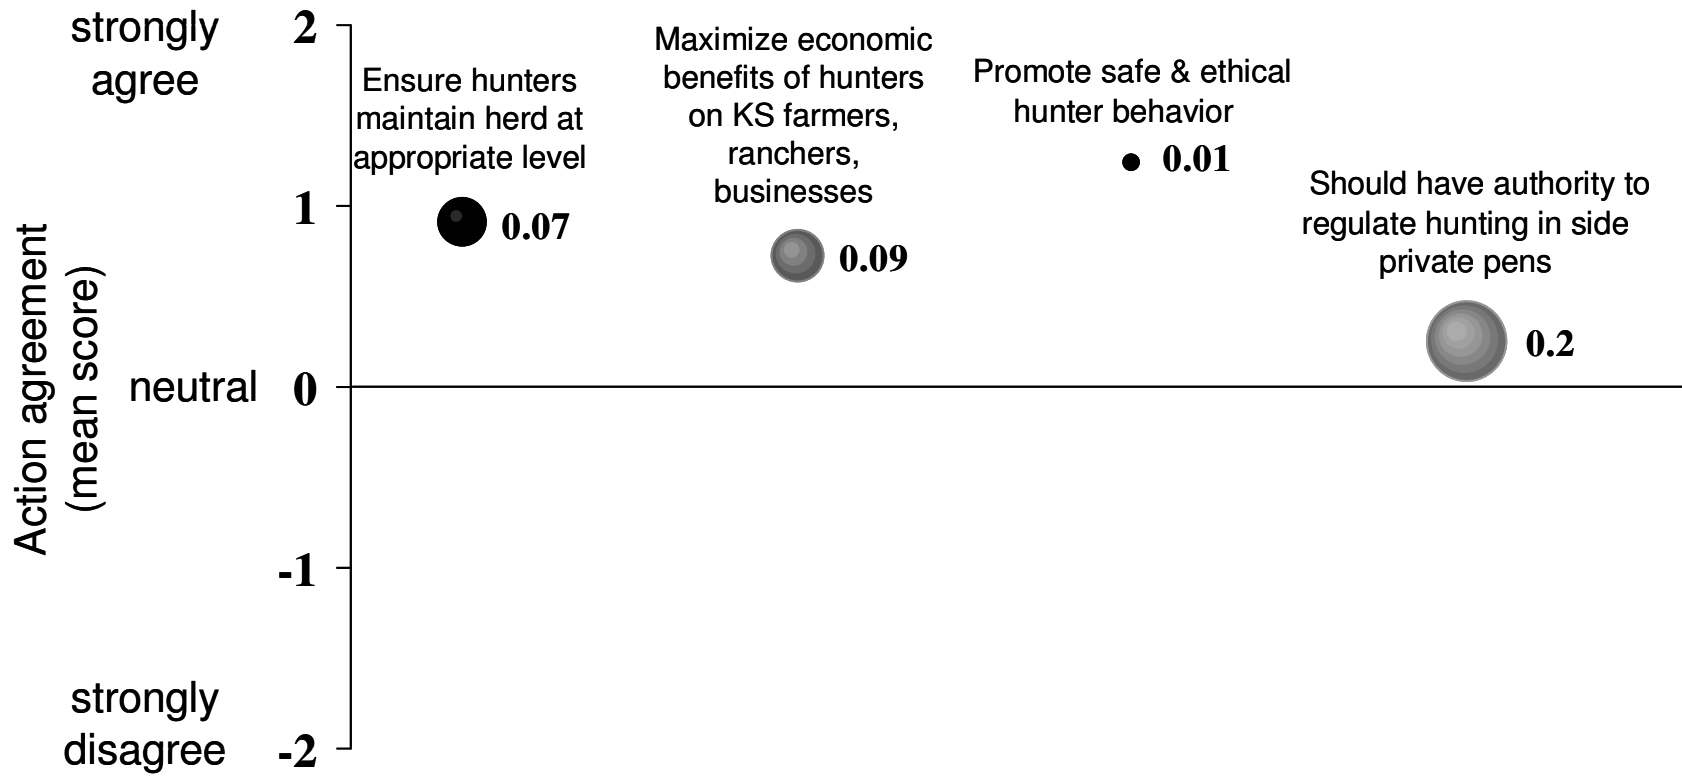 strongly
agree
2
Ensure hunters
maintain herd at
appropriate level
0.07
Maximize economic
benefits of hunters
on KS farmers,
ranchers,
businesses
0.09
Promote safe & ethical
hunter behavior
0.01
Should have authority to
regulate hunting in side
private pens
0.2
Action agreement
(mean score)
1
neutral 0
-1
strongly
disagree
-2